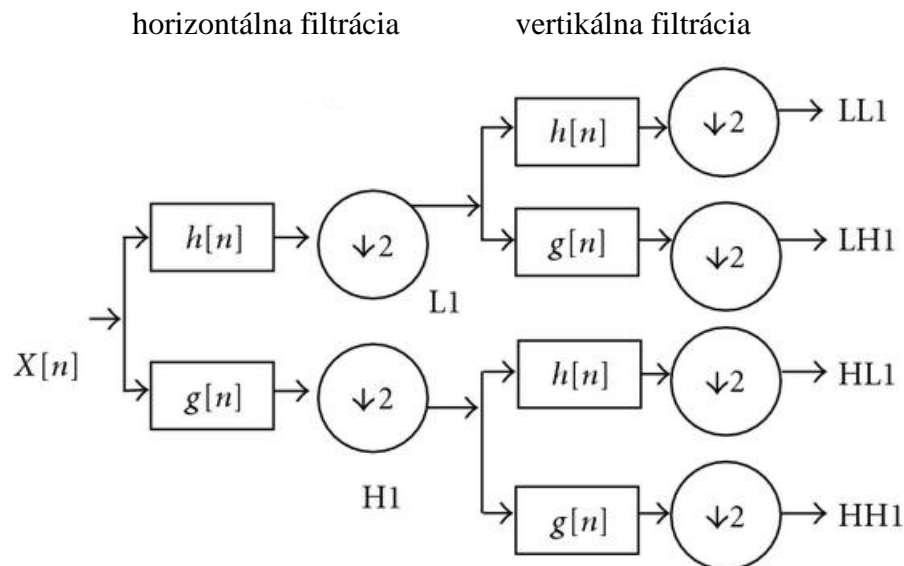 horizontálna filtrácia
vertikálna filtrácia
h[n]
↓2
LL1
h[n]
↓2
L1
g[n]
↓2
LH1
X[n]
g[n]
↓2
H1
h[n]
↓2
HL1
g[n]
↓2
HH1